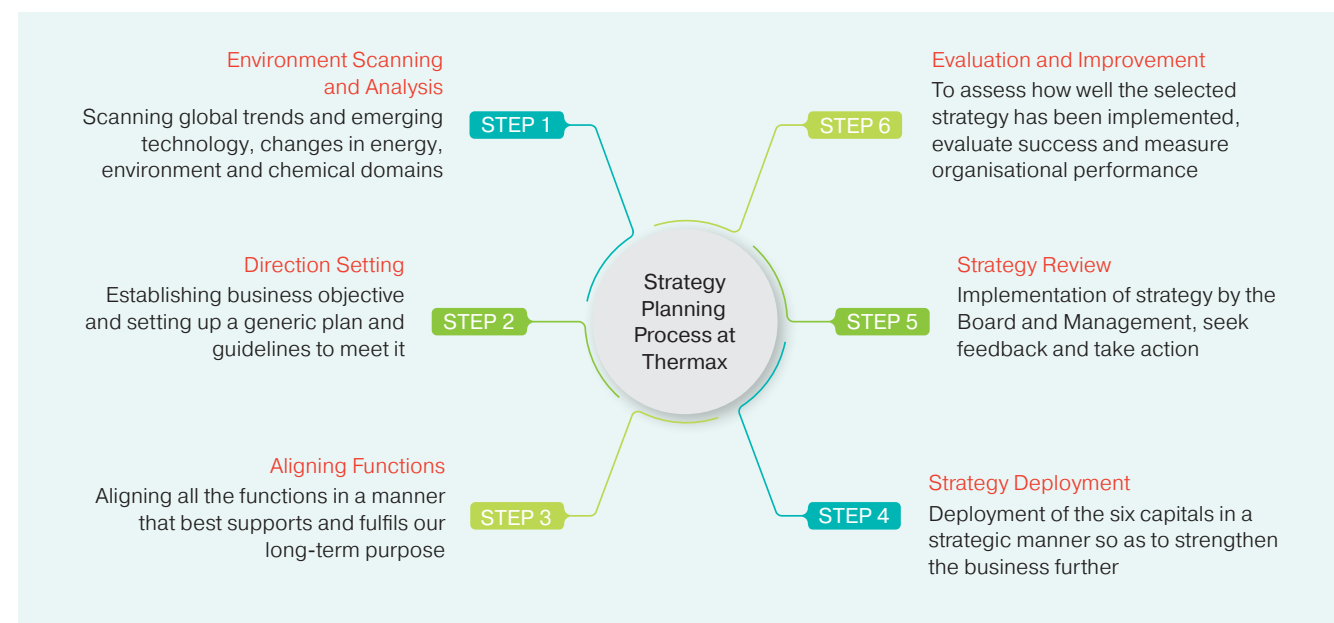 Environment Scanning
and Analysis
Scanning global trends and emerging
technology, changes in energy,
environment and chemical domains
STEP 1
Direction Setting
Establishing business objective
and setting up a generic plan and
guidelines to meet it
STEP 2
Aligning Functions
Aligning all the functions in a manner
that best supports and fulfils our
long-term purpose
STEP 3
Strategy
Planning
Process at
Thermax
STEP 4
Strategy Deployment
Deployment of the six capitals in a
strategic manner so as to strengthen
the business further
STEP 5
Strategy Review
Implementation of strategy by the
Board and Management, seek
feedback and take action
STEP 6
Evaluation and Improvement
To assess how well the selected
strategy has been implemented,
evaluate success and measure
organisational performance